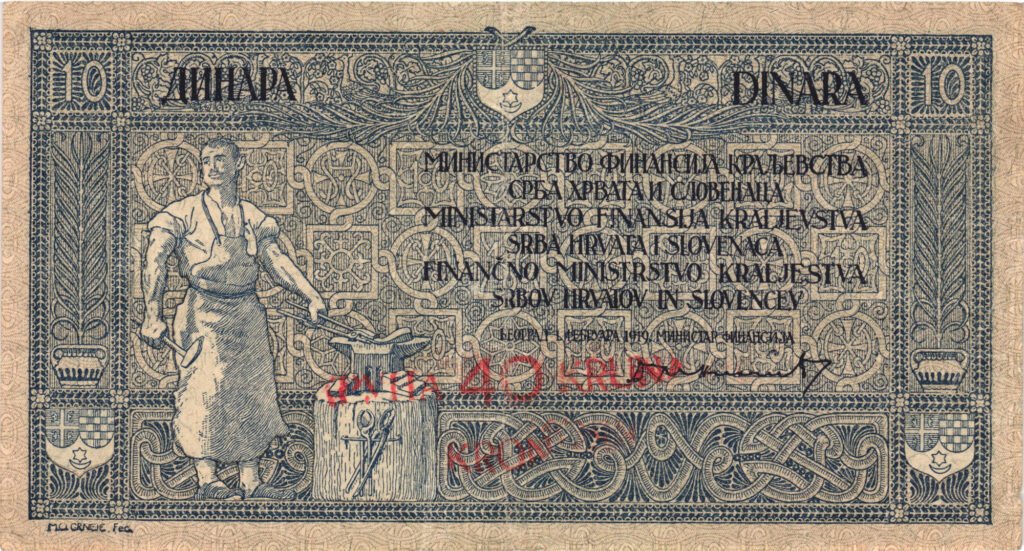 10 ДИНАРА DINARA 10
МИНИСТАРСТВО ФИНАНСИЈА КРАЉЕВСТВА
СРБА ХРВАТА И СЛОВЕНАЦА
MINISTARSTVO FINANSIJA KRALJEVSTVA
SRBA HRVATA I SLOVENACA
FINANČNO MINISTRSTVO KRALJESTVA
SRBOV HRVATOV IN SLOVENCEV
БЕОГРАД 1. ФЕБРУАРА 1919. МИНИСТАР ФИНАНСИЈА
40 KRUNA